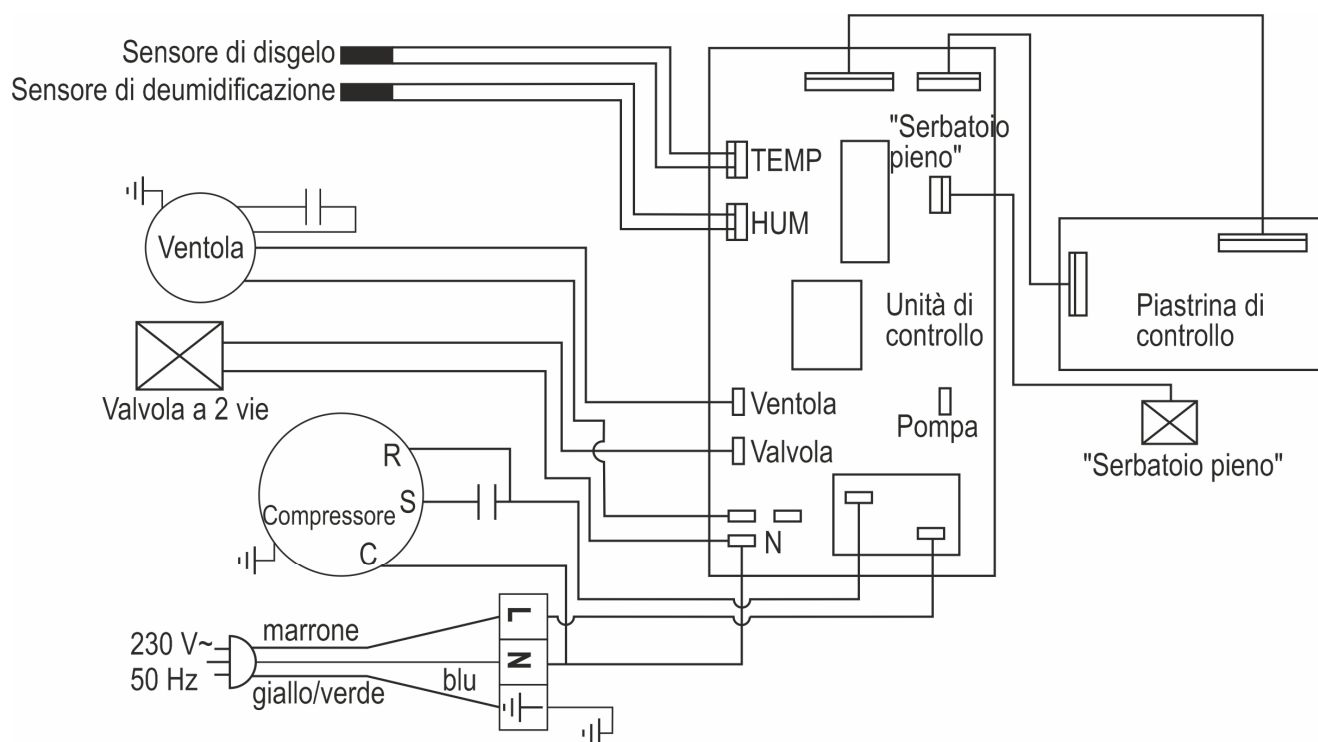 Sensore di disgelo
Sensore di deumidificazione
"Serbatoio
pieno"
TEMP
HUM
Ventola
Unità di
controllo
Piastrina di
controllo
Valvola a 2 vie
Ventola
Pompa
Valvola
"Serbatoio pieno"
R
S
Compressore
C
N
L
marrone
230 V~
N
50 Hz
blu
giallo/verde